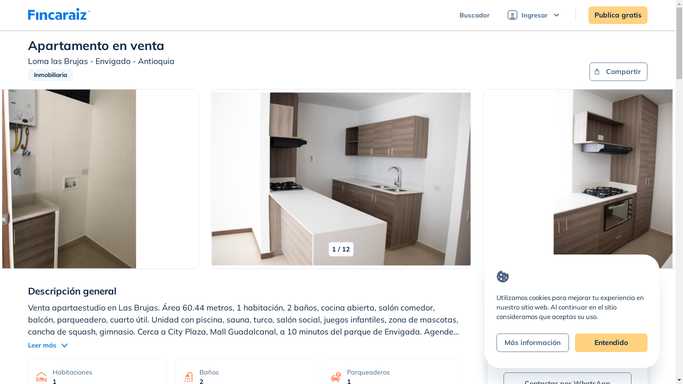 Fincaraiz
Buscador
Ingresar
Publica gratis
Apartamento en venta
Loma las Brujas - Envigado - Antioquia
Inmobiliaria
Compartir
1 / 12
Descripción general
Venta apartaestudio en Las Brujas. Área 60.44 metros, 1 habitación, 2 baños, cocina abierta, salón comedor,
balcón, parqueadero, cuarto útil. Unidad con piscina, sauna, turco, salón social, juegos infantiles, zona de mascotas,
cancha de squash, gimnasio. Cerca a City Plaza, Mall Guadalcanal, a 10 minutos del parque de Envigado. Agende...
Leer más
Habitaciones
1
Baños
2
Parqueaderos
1
Utilizamos cookies para mejorar tu experiencia en
nuestro sitio web. Al continuar en el sitio
consideramos que aceptas su uso.
Más información
Entendido
Contactar por WhatsApp